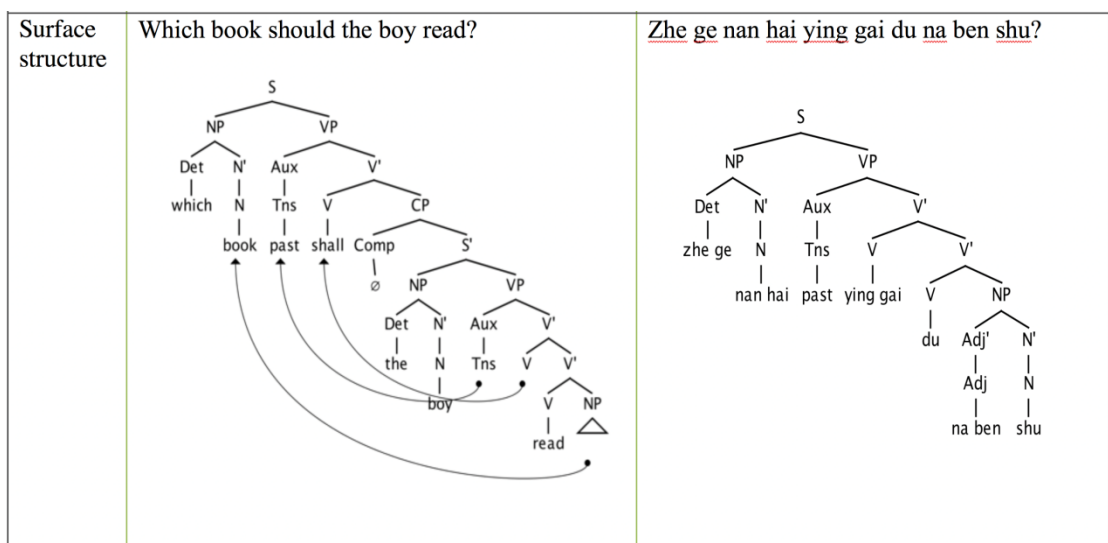 Surface structure
Which book should the boy read?
Zhe ge nan hai ying gai du na ben shu?
S
NP VP
Det N' Aux V'
which N Tns V CP
book past shall Comp S'
ø NP VP
Det N' Aux V'
the N Tns V V'
boy V NP
read
S
NP VP
Det N' Aux V'
zhe ge N Tns V V'
nan hai past ying gai V NP
du Adj' N'
Adj N
na ben shu